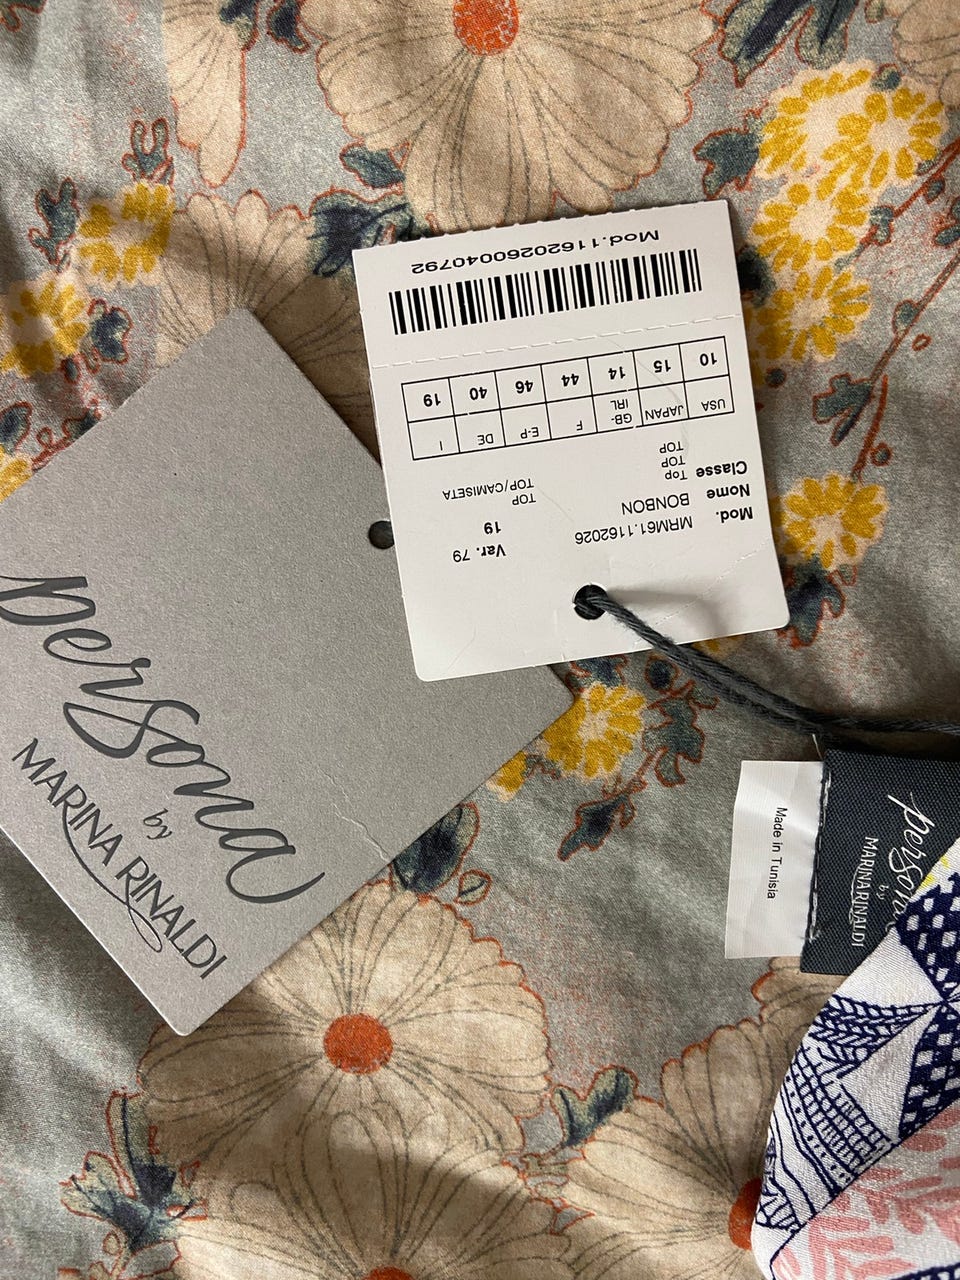 persona
by
MARINA RINALDI
Mod. MRM61.1162026 Var. 79
Nome BONBON 19
Classe Top TOP
TOP TOP/CAMISETA
TOP
USA JAPAN GB-IRL F E-P DE I
10 15 14 44 46 40 19
Mod.1162026040792
Made in Tunisia
persona
by
MARINA RINALDI